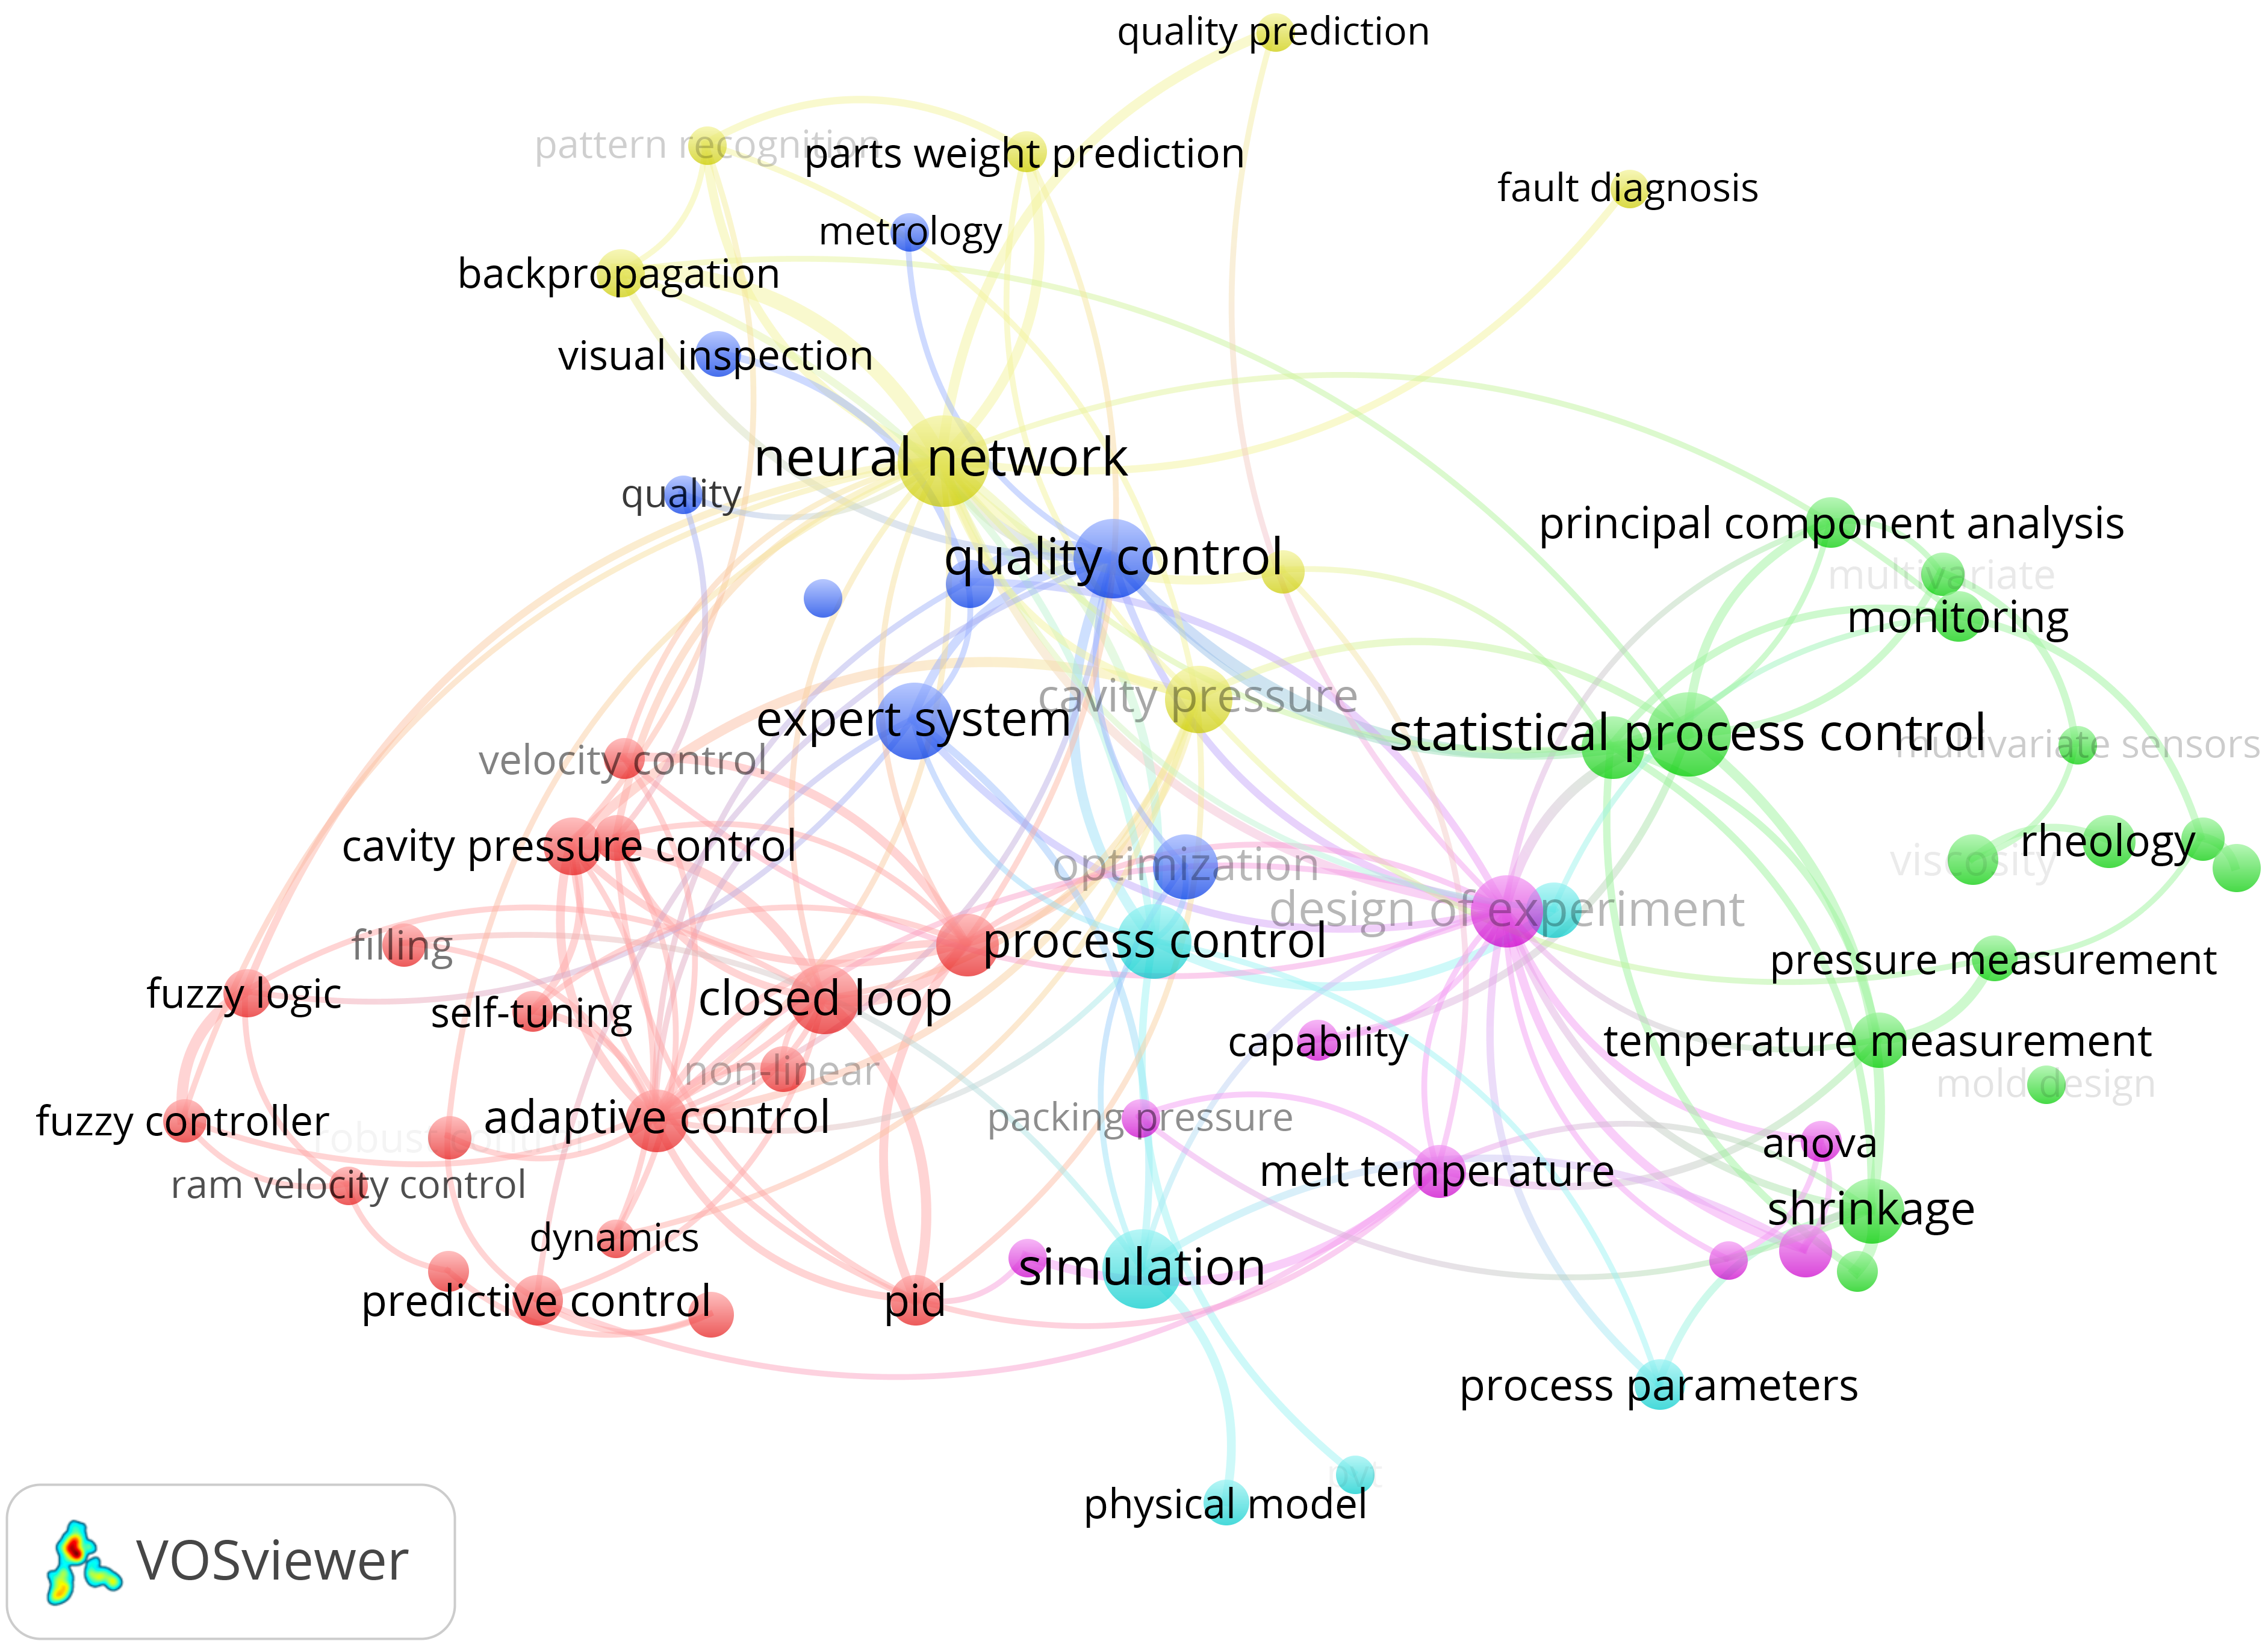 quality prediction
pattern recognition
parts weight prediction
fault diagnosis
metrology
backpropagation
visual inspection
neural network
quality
principal component analysis
quality control
multivariate
monitoring
cavity pressure
expert system
statistical process control
multivariate sensors
velocity control
cavity pressure control
rheology
viscosity
optimization
design of experiment
filling
process control
pressure measurement
fuzzy logic
closed loop
self-tuning
capability
temperature measurement
non-linear
mold design
fuzzy controller
robust control
adaptive control
packing pressure
anova
ram velocity control
melt temperature
shrinkage
dynamics
simulation
predictive control
pid
process parameters
pvt
physical model
VOSviewer